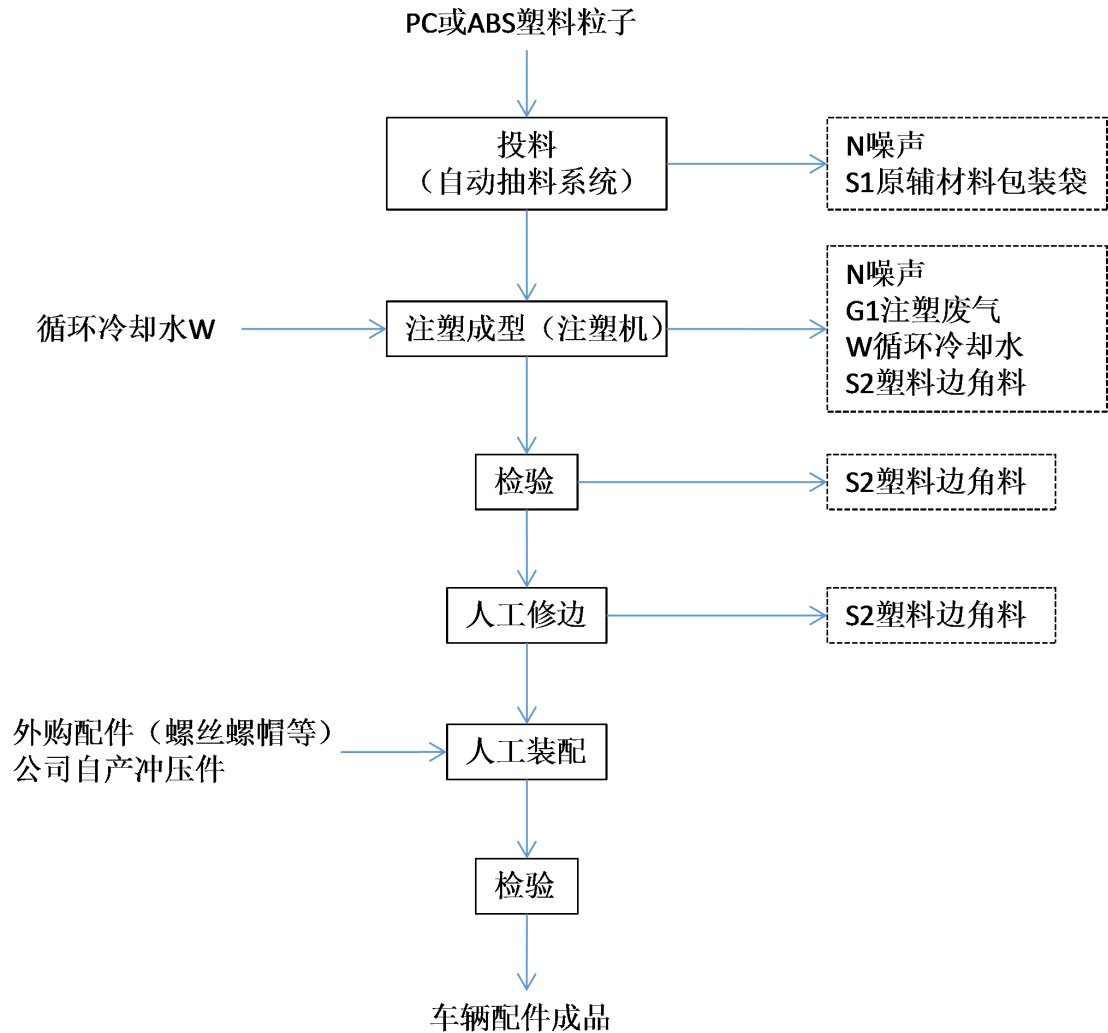 PC或ABS塑料粒子
投料
（自动抽料系统）
N噪声
S1原辅材料包装袋
循环冷却水W
注塑成型（注塑机）
N噪声
G1注塑废气
W循环冷却水
S2塑料边角料
检验
S2塑料边角料
人工修边
S2塑料边角料
外购配件（螺丝螺帽等）
公司自产冲压件
人工装配
检验
车辆配件成品